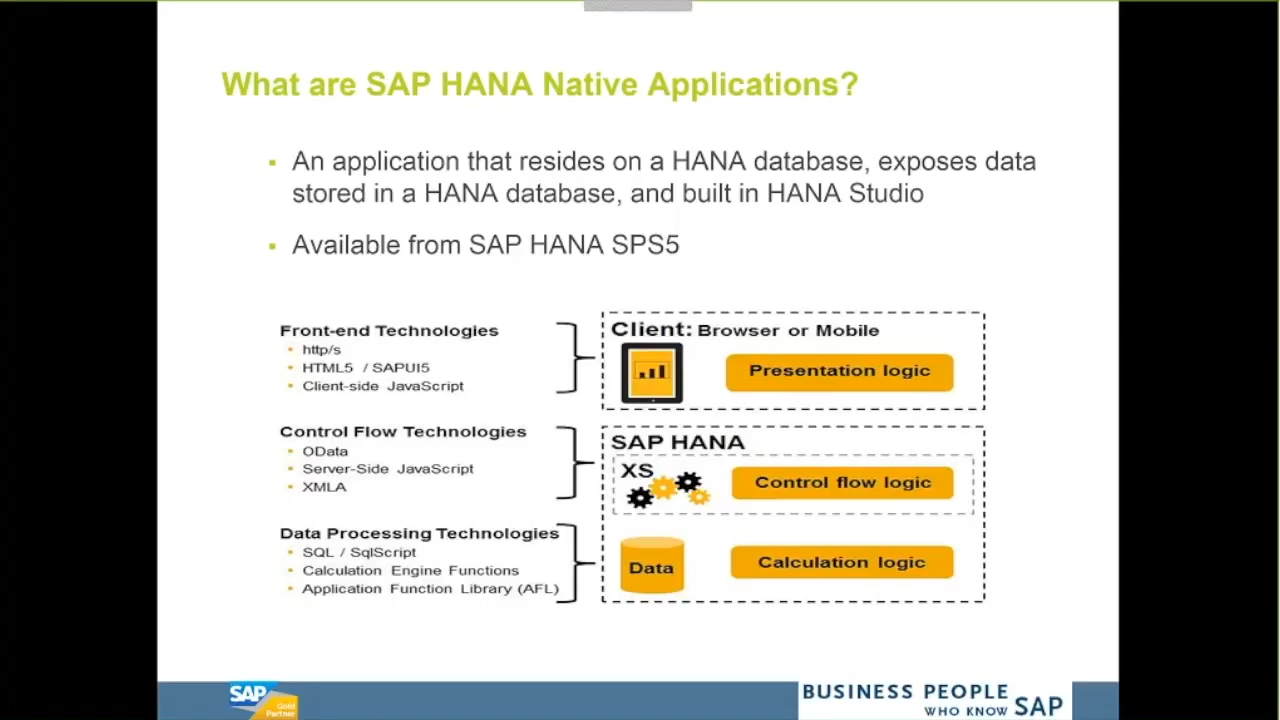 What are SAP HANA Native Applications?
An application that resides on a HANA database, exposes data
stored in a HANA database, and built in HANA Studio
Available from SAP HANA SPS5
Front-end Technologies
http/s
HTML5 / SAPUI5
Client-side JavaScript
Control Flow Technologies
OData
Server-Side JavaScript
XMLA
Data Processing Technologies
SQL / SqlScript
Calculation Engine Functions
Application Function Library (AFL)
Client: Browser or Mobile
Presentation logic
SAP HANA
XS
Control flow logic
Data
Calculation logic
SAP
Gold
Partner
BUSINESS PEOPLE
WHO KNOW SAP